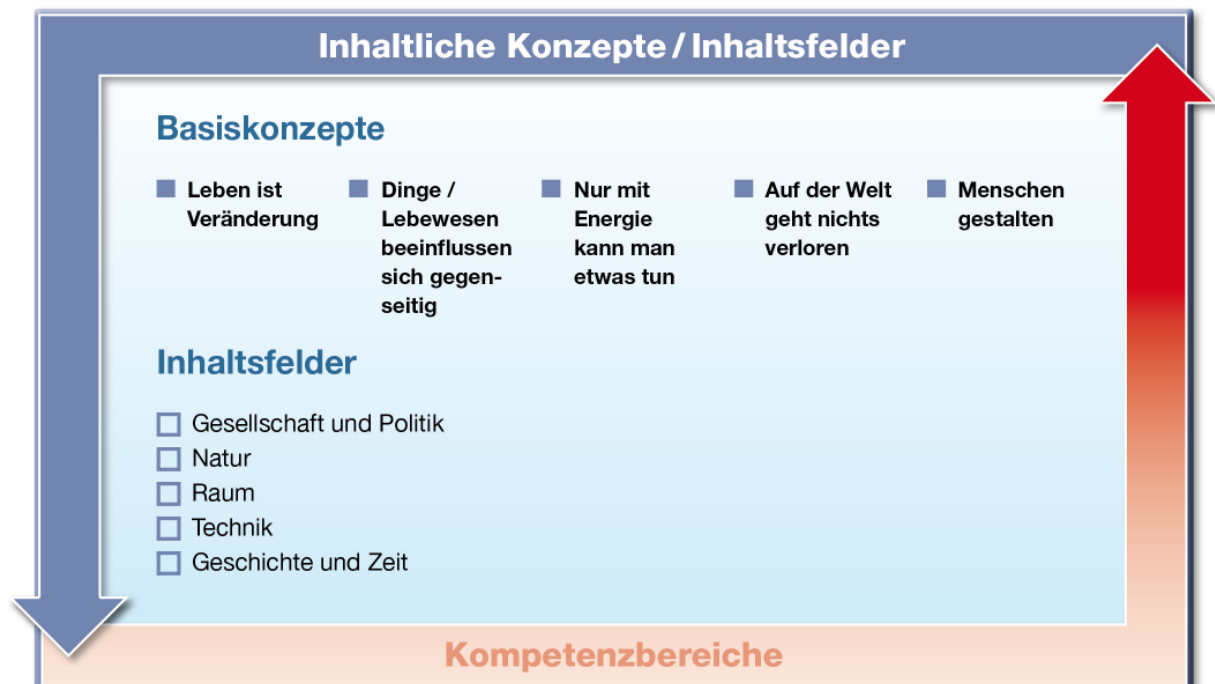 Inhaltliche Konzepte / Inhaltsfelder
Basiskonzepte
Leben ist
Veränderung
Dinge /
Lebewesen
beeinflussen
sich gegen-
seitig
Nur mit
Energie
kann man
etwas tun
Auf der Welt
geht nichts
verloren
Menschen
gestalten
Inhaltsfelder
Gesellschaft und Politik
Natur
Raum
Technik
Geschichte und Zeit
Kompetenzbereiche